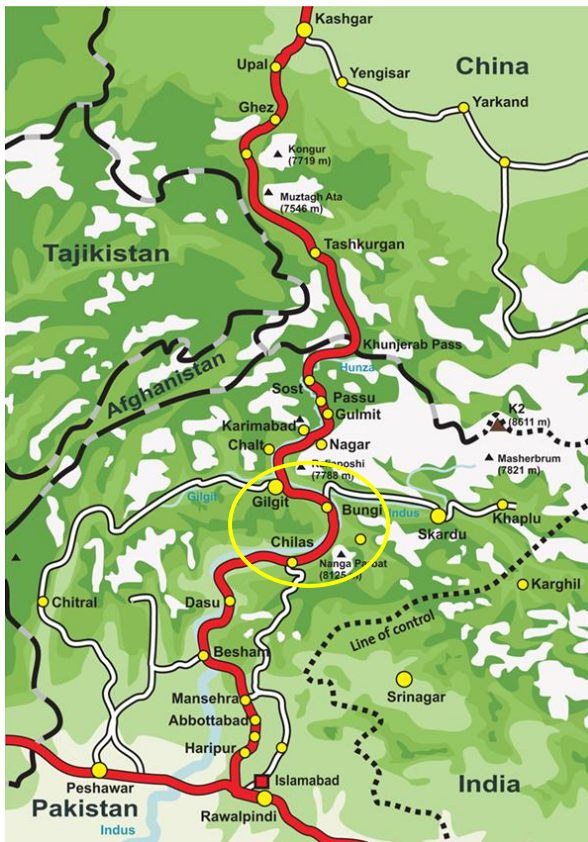 Kashgar
China
Upal
Yengisar
Yarkand
Ghez
Kongur
(7719 m)
Muztagh Ata
(7546 m)
Tajikistan
Tashkurgan
Khunjerab Pass
Hunza
Afghanistan
Sost
Passu
Gulmit
K2
(8611 m)
Karimabad
Chalt
Nagar
Masherbrum
(7821 m)
(7788 m)
Gilgit
Gilgit
Bungi
Indus
Khaplu
Skardu
Chilas
Nanga Parbat
(8125 m)
Karghil
Chitral
Dasu
Line of control
Besham
Srinagar
Mansehra
Abbottabad
Haripur
Islamabad
India
Peshawar
Pakistan
Rawalpindi
Indus